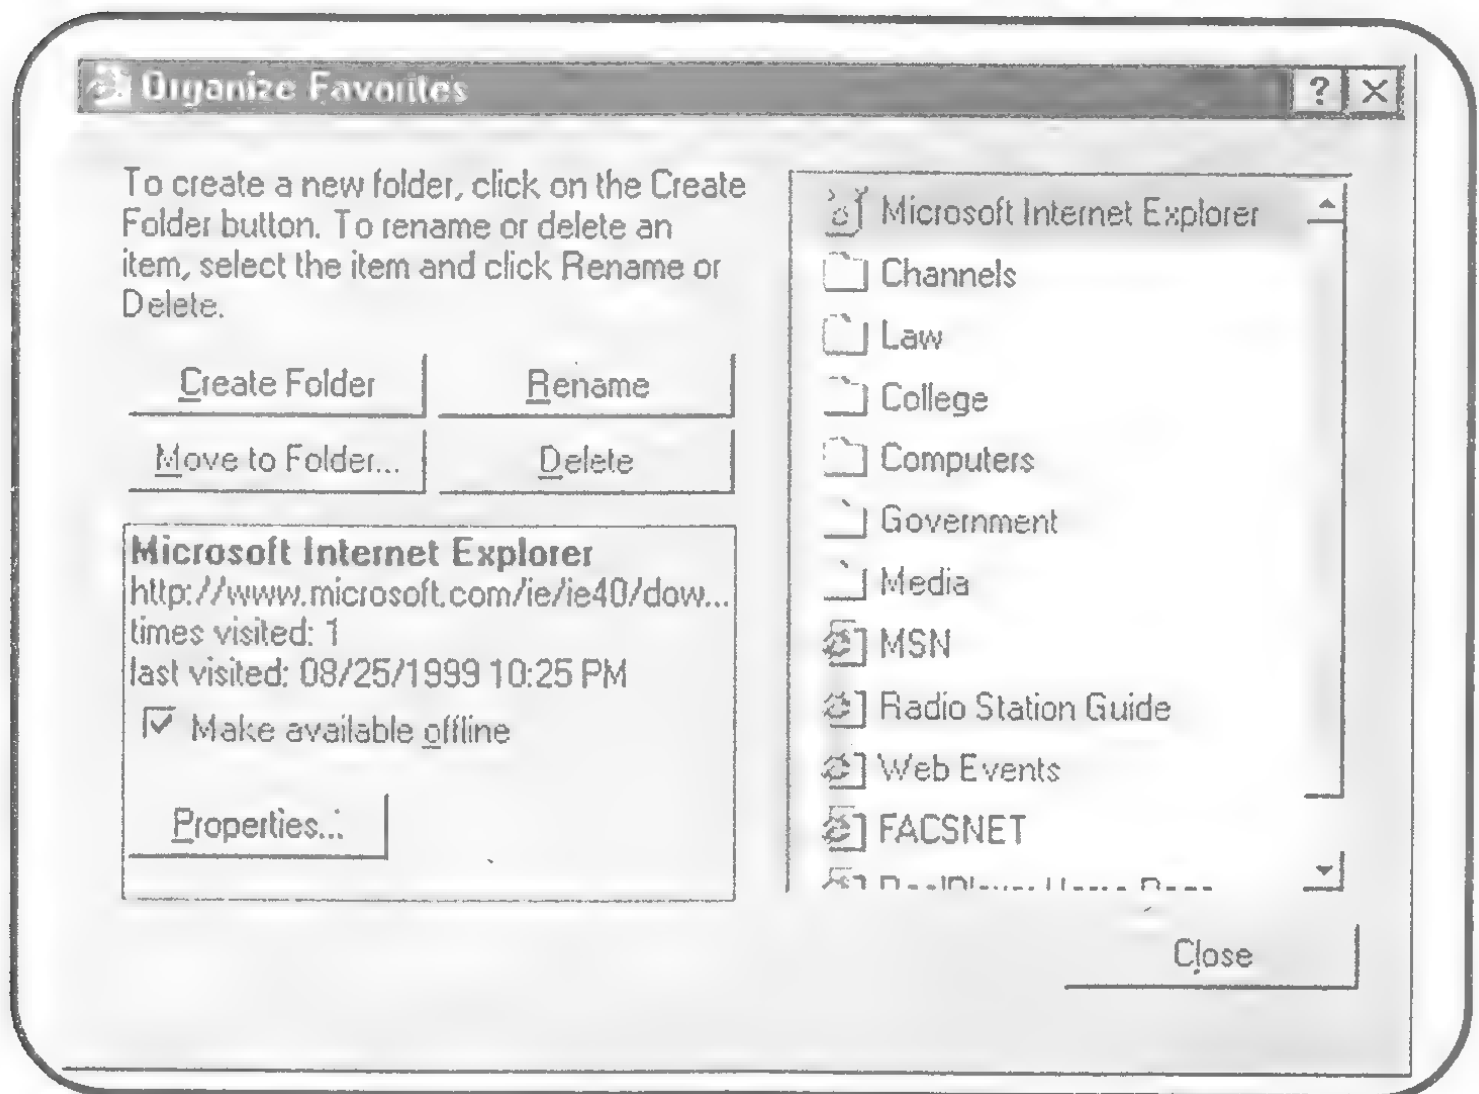 Organize Favorites
?
To create a new folder, click on the Create
Folder button. To rename or delete an
item, select the item and click Rename or
Delete.
Create Folder
Rename
Move to Folder...
Delete
Microsoft Internet Explorer
http://www.microsoft.com/ie/ie40/dow...
times visited: 1
last visited: 08/25/1999 10:25 PM
Make available offline
Properties...
Microsoft Internet Explorer
Channels
Law
College
Computers
Government
Media
MSN
Radio Station Guide
Web Events
FACSNET
Close